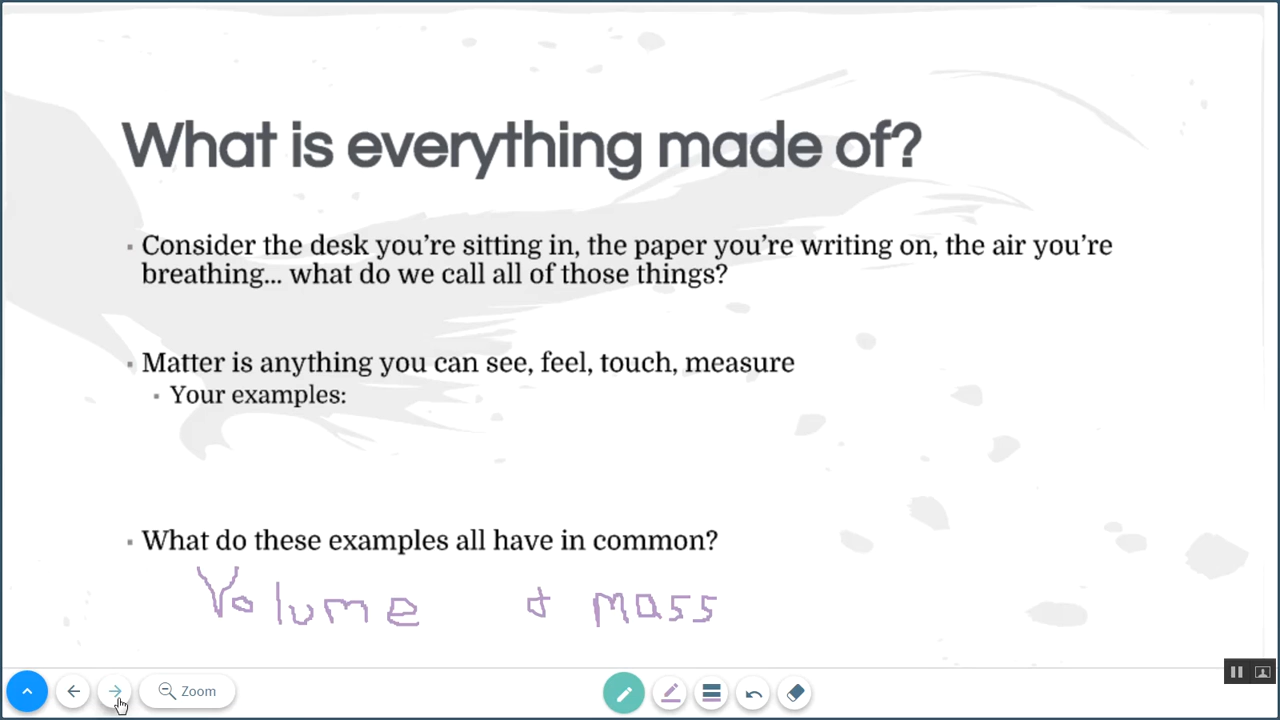 What is everything made of?
Consider the desk you’re sitting in, the paper you’re writing on, the air you’re
breathing... what do we call all of those things?
Matter is anything you can see, feel, touch, measure
Your examples:
What do these examples all have in common?
Volume & mass
Zoom